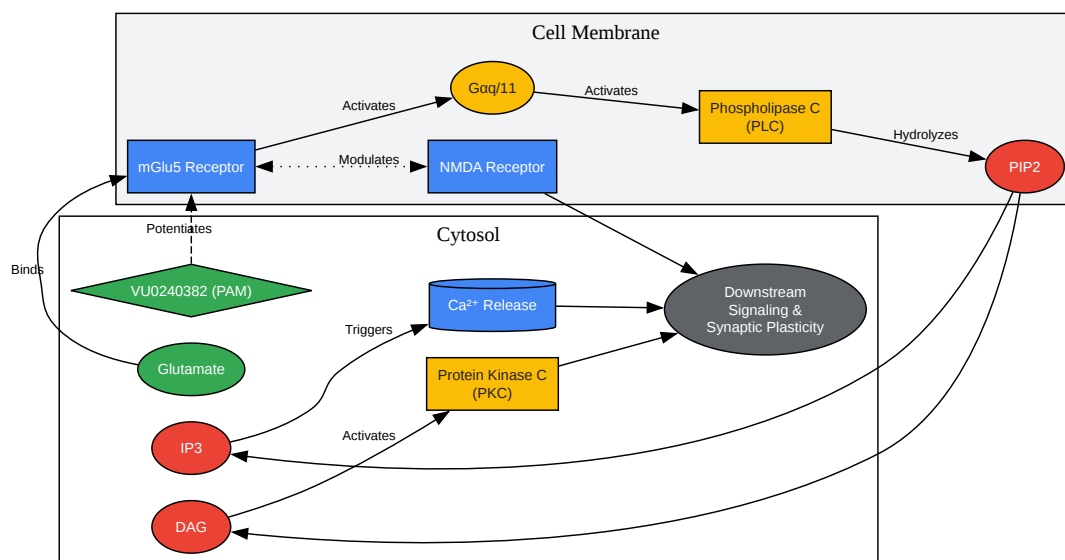 Cell Membrane
Gαq/11
Activates
Activates
Phospholipase C
(PLC)
Hydrolyzes
mGlu5 Receptor
Modulates
NMDA Receptor
PIP2
Potentiates
Cytosol
Binds
VU0240382 (PAM)
Ca²⁺ Release
Downstream
Signaling &
Synaptic Plasticity
Triggers
Glutamate
Protein Kinase C
(PKC)
Activates
IP3
DAG